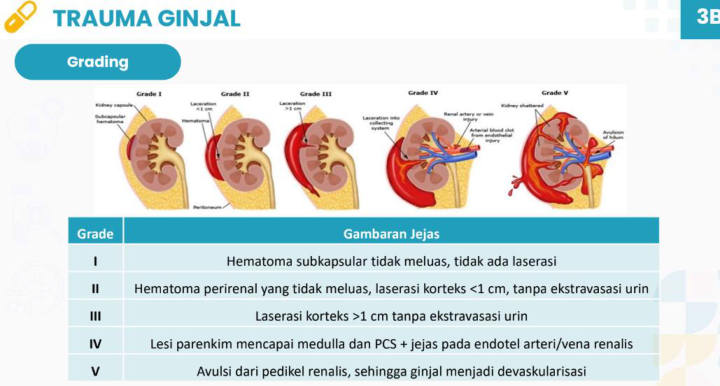 TRAUMA GINJAL
3B
Grading
Grade I
Grade II
Grade III
Grade IV
Grade V
Kidney capsule
Subcapsular
hematoma
Laceration
<1 cm
Hematoma
Peritoneum
Laceration
>1 cm
Laceration into
collecting
system
Renal artery or vein
injury
Arterial blood clot
from endothelial
injury
Kidney shattered
Avulsion
of hilum
Grade Gambaran Jejas
I Hematoma subkapsular tidak meluas, tidak ada laserasi
II Hematoma perirenal yang tidak meluas, laserasi korteks <1 cm, tanpa ekstravasasi urin
III Laserasi korteks >1 cm tanpa ekstravasasi urin
IV Lesi parenkim mencapai medulla dan PCS + jejas pada endotel arteri/vena renalis
V Avulsi dari pedikel renalis, sehingga ginjal menjadi devaskularisasi